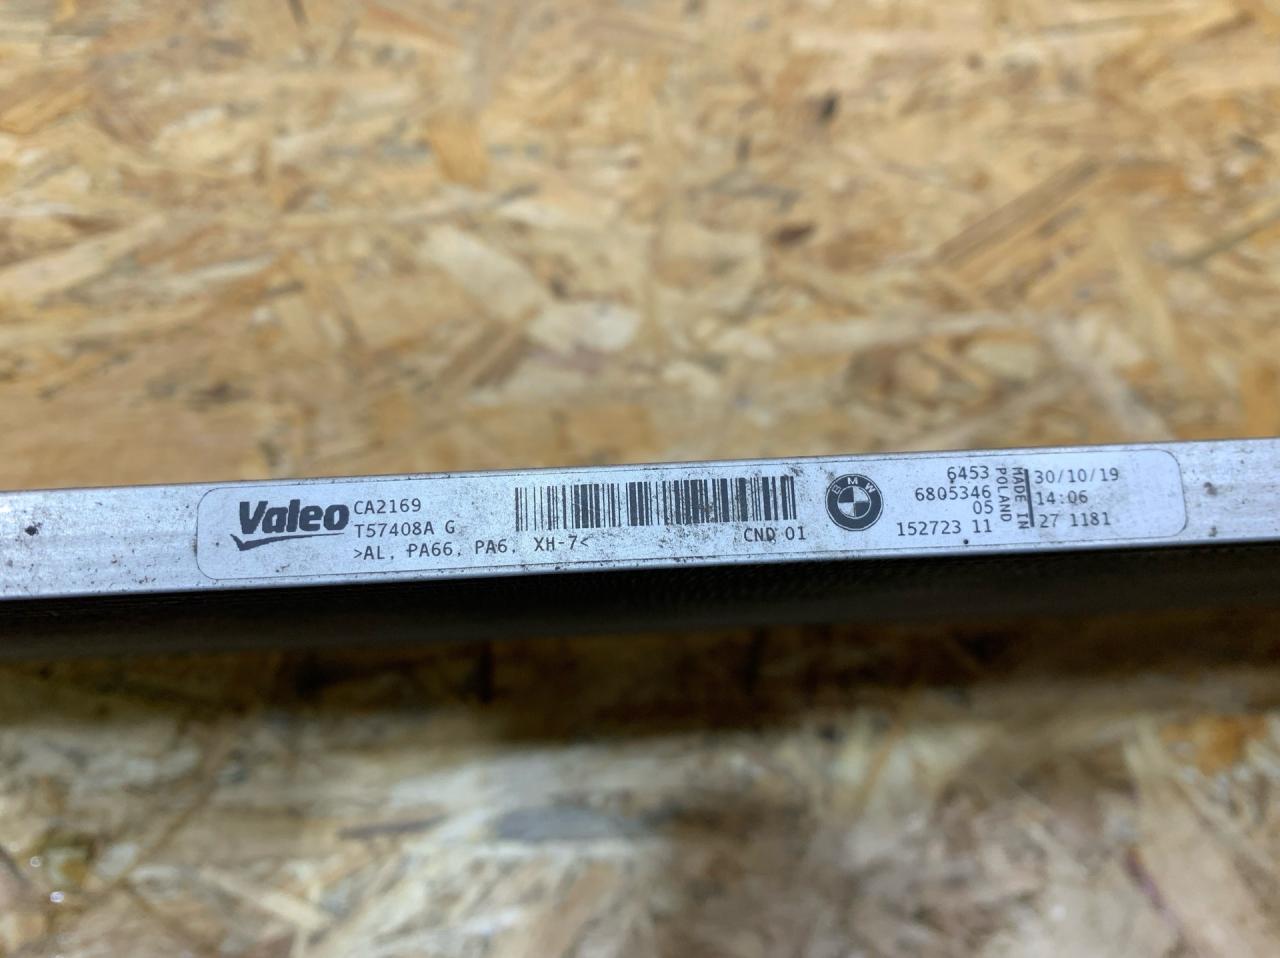 Valeo
CA2169
T57408A G
>AL, PA66, PA6, XH-7<
CND 01
BMW
6453
6805346
05
152723 11
MADE IN
POLAND
30/10/19
14:06
27 1181